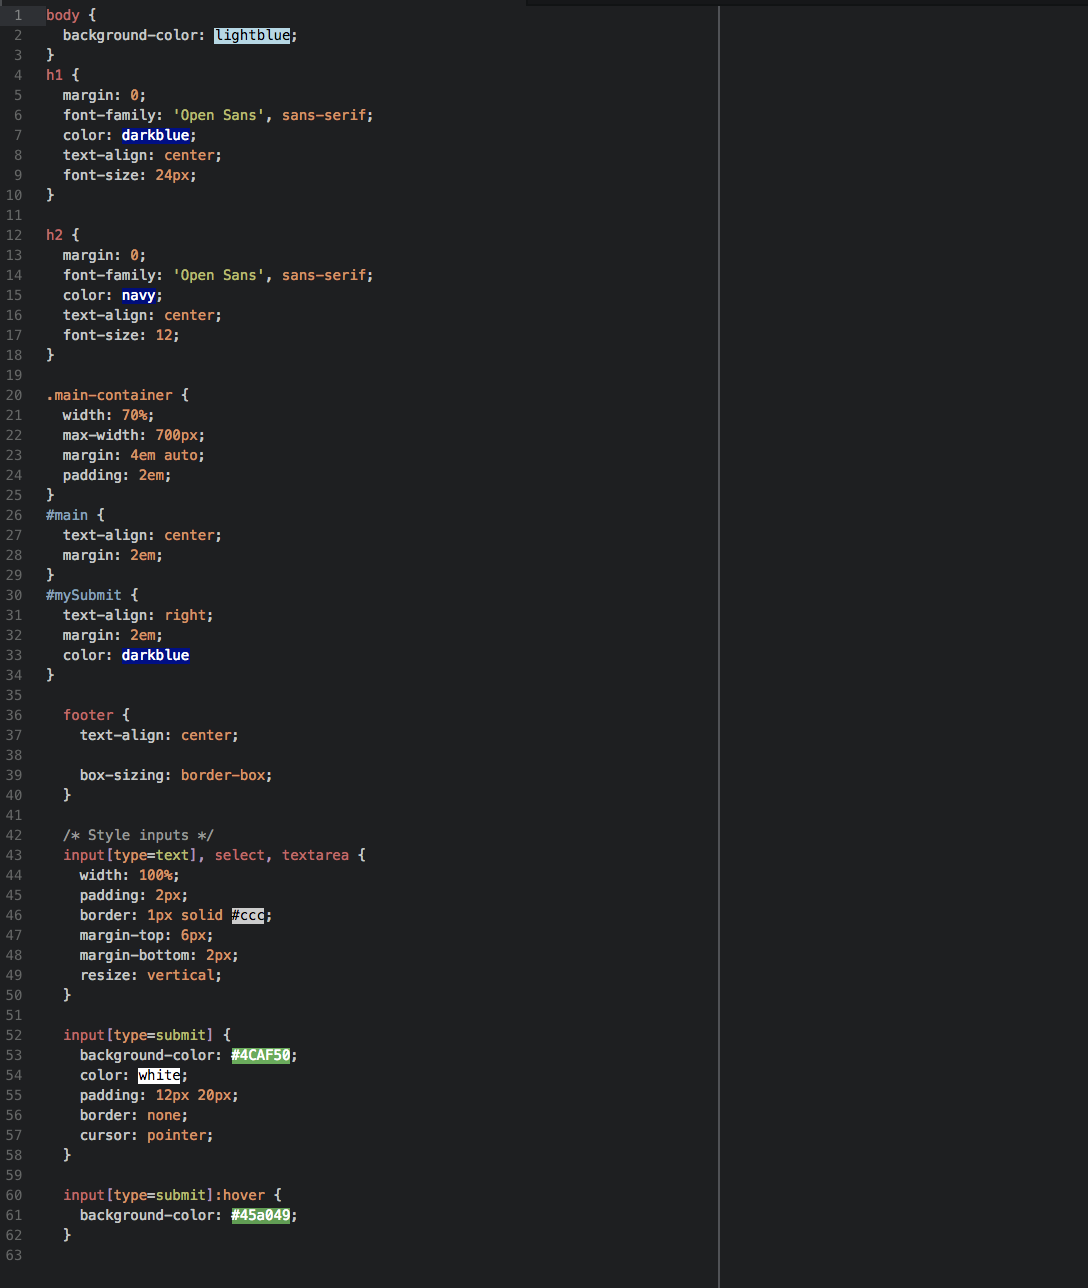 1 body {
2   background-color: lightblue;
3 }
4 h1 {
5   margin: 0;
6   font-family: 'Open Sans', sans-serif;
7   color: darkblue;
8   text-align: center;
9   font-size: 24px;
10 }
11
12 h2 {
13   margin: 0;
14   font-family: 'Open Sans', sans-serif;
15   color: navy;
16   text-align: center;
17   font-size: 12;
18 }
19
20 .main-container {
21   width: 70%;
22   max-width: 700px;
23   margin: 4em auto;
24   padding: 2em;
25 }
26 #main {
27   text-align: center;
28   margin: 2em;
29 }
30 #mySubmit {
31   text-align: right;
32   margin: 2em;
33   color: darkblue
34 }
35
36   footer {
37     text-align: center;
38
39     box-sizing: border-box;
40   }
41
42   /* Style inputs */
43   input[type=text], select, textarea {
44     width: 100%;
45     padding: 2px;
46     border: 1px solid #ccc;
47     margin-top: 6px;
48     margin-bottom: 2px;
49     resize: vertical;
50   }
51
52   input[type=submit] {
53     background-color: #4CAF50;
54     color: white;
55     padding: 12px 20px;
56     border: none;
57     cursor: pointer;
58   }
59
60   input[type=submit]:hover {
61     background-color: #45a049;
62   }
63